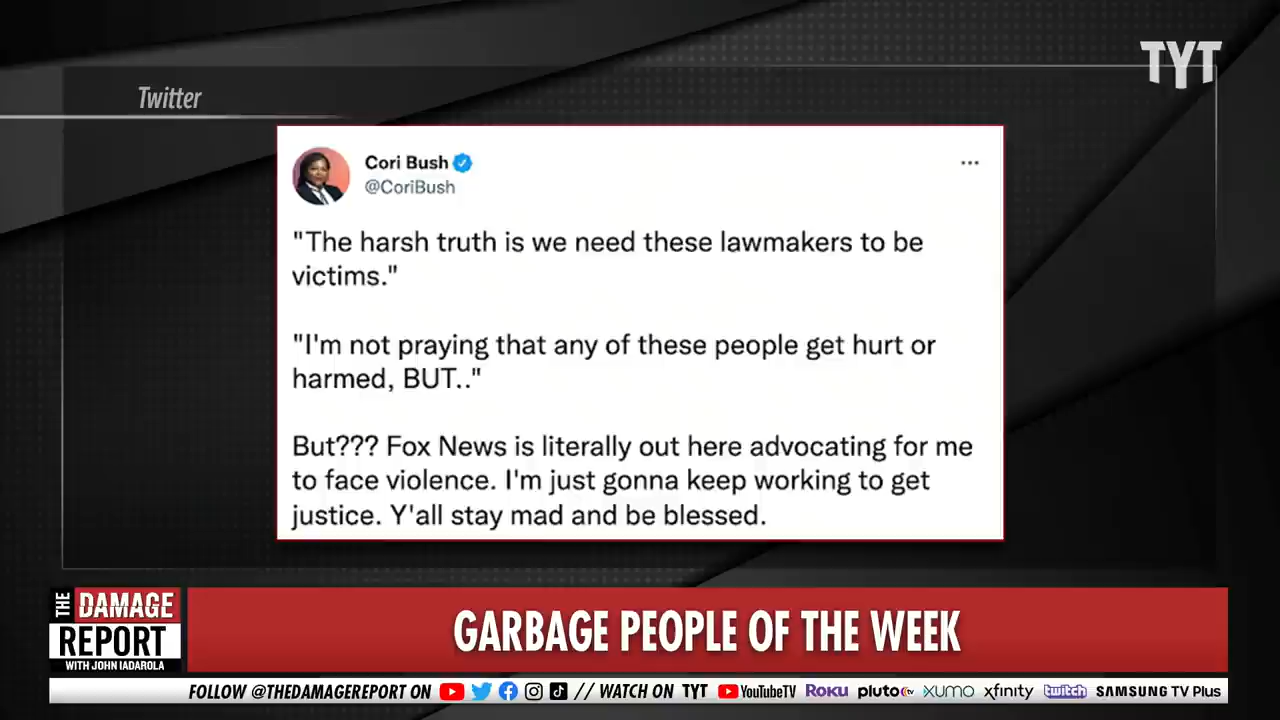 TYT
Twitter
Cori Bush
@CoriBush
"The harsh truth is we need these lawmakers to be
victims."
"I'm not praying that any of these people get hurt or
harmed, BUT.."
But??? Fox News is literally out here advocating for me
to face violence. I'm just gonna keep working to get
justice. Y'all stay mad and be blessed.
THE DAMAGE
REPORT
WITH JOHN IADAROLA
GARBAGE PEOPLE OF THE WEEK
FOLLOW @THEDAMAGEREPORT ON // WATCH ON TYT YouTubeTV Roku pluto tv XUMO xfinity twitch SAMSUNG TV Plus